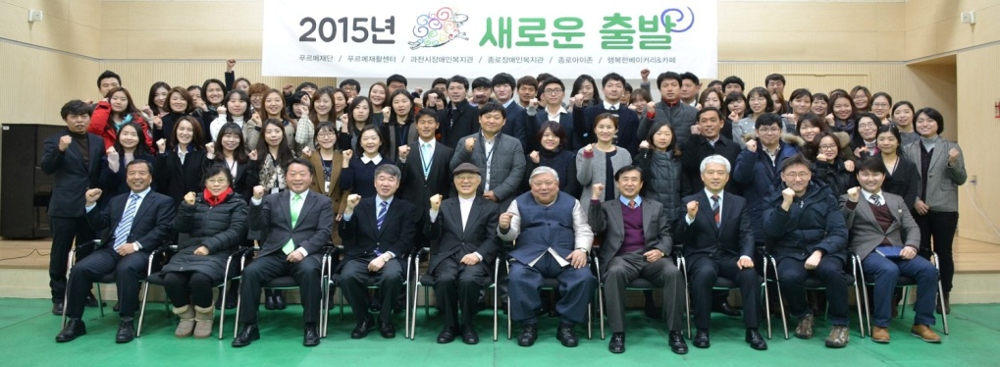 2015년 새로운 출발
푸르메재단 / 푸르메재활센터 / 과천시장애인복지관 / 종로장애인복지관 / 종로아이존 / 행복한베이커리&카페